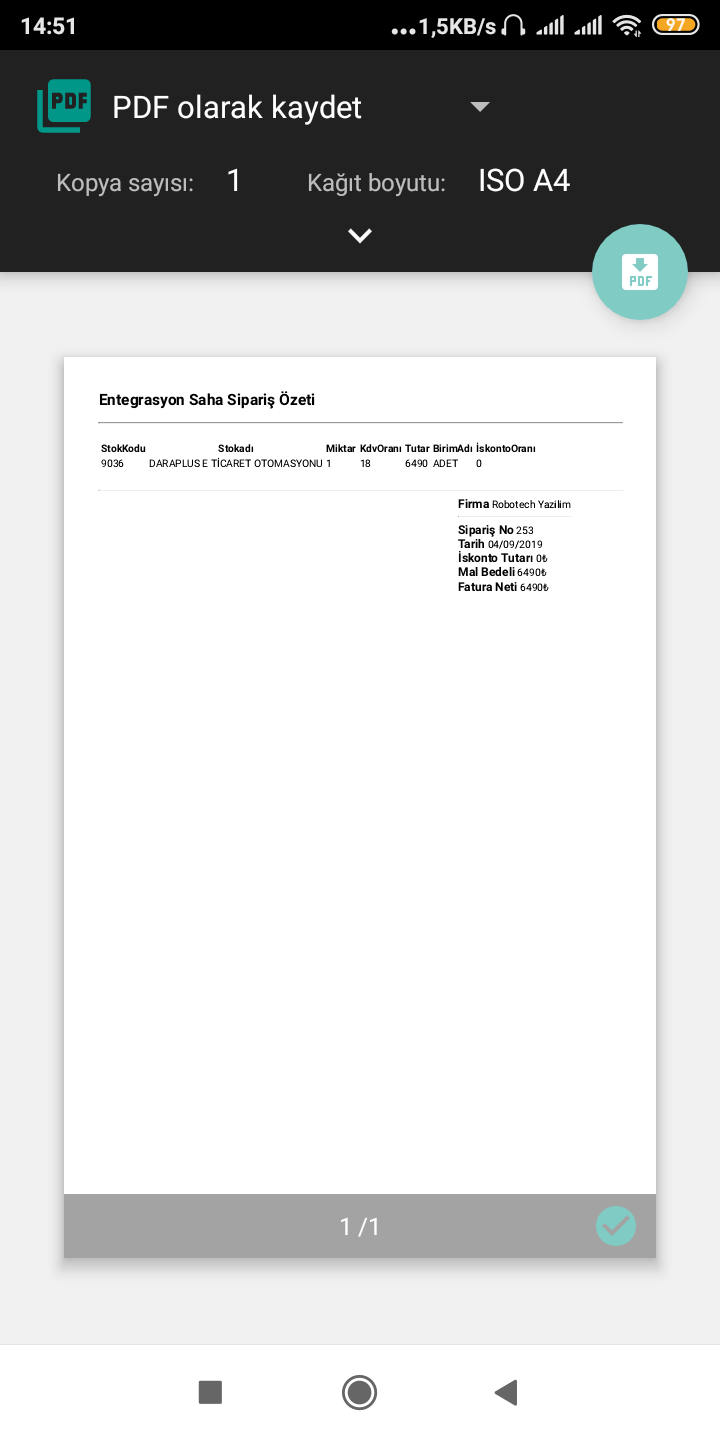 14:51 ...1,5KB/s 97
PDF PDF olarak kaydet
Kopya sayısı: 1 Kağıt boyutu: ISO A4
PDF
Entegrasyon Saha Sipariş Özeti
StokKodu Stokadı Miktar KdvOranı Tutar BirimAdı İskontoOranı
9036 DARAPLUS E TİCARET OTOMASYONU 1 18 6490 ADET 0
Firma Robotech Yazilim
Sipariş No 253
Tarih 04/09/2019
İskonto Tutarı 0₺
Mal Bedeli 6490₺
Fatura Neti 6490₺
1 /1